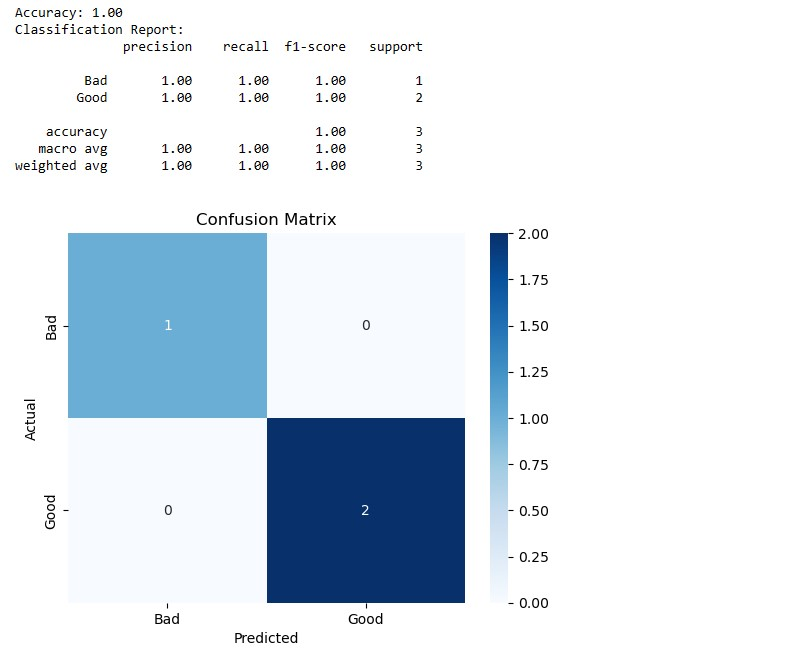 Accuracy: 1.00
Classification Report:
precision recall f1-score support
Bad 1.00 1.00 1.00 1
Good 1.00 1.00 1.00 2
accuracy 1.00 3
macro avg 1.00 1.00 1.00 3
weighted avg 1.00 1.00 1.00 3
Confusion Matrix
2.00
1.75
1.50
1.25
1.00
0.75
0.50
0.25
0.00
Actual
Bad 1 0
Good 0 2
Bad Good
Predicted